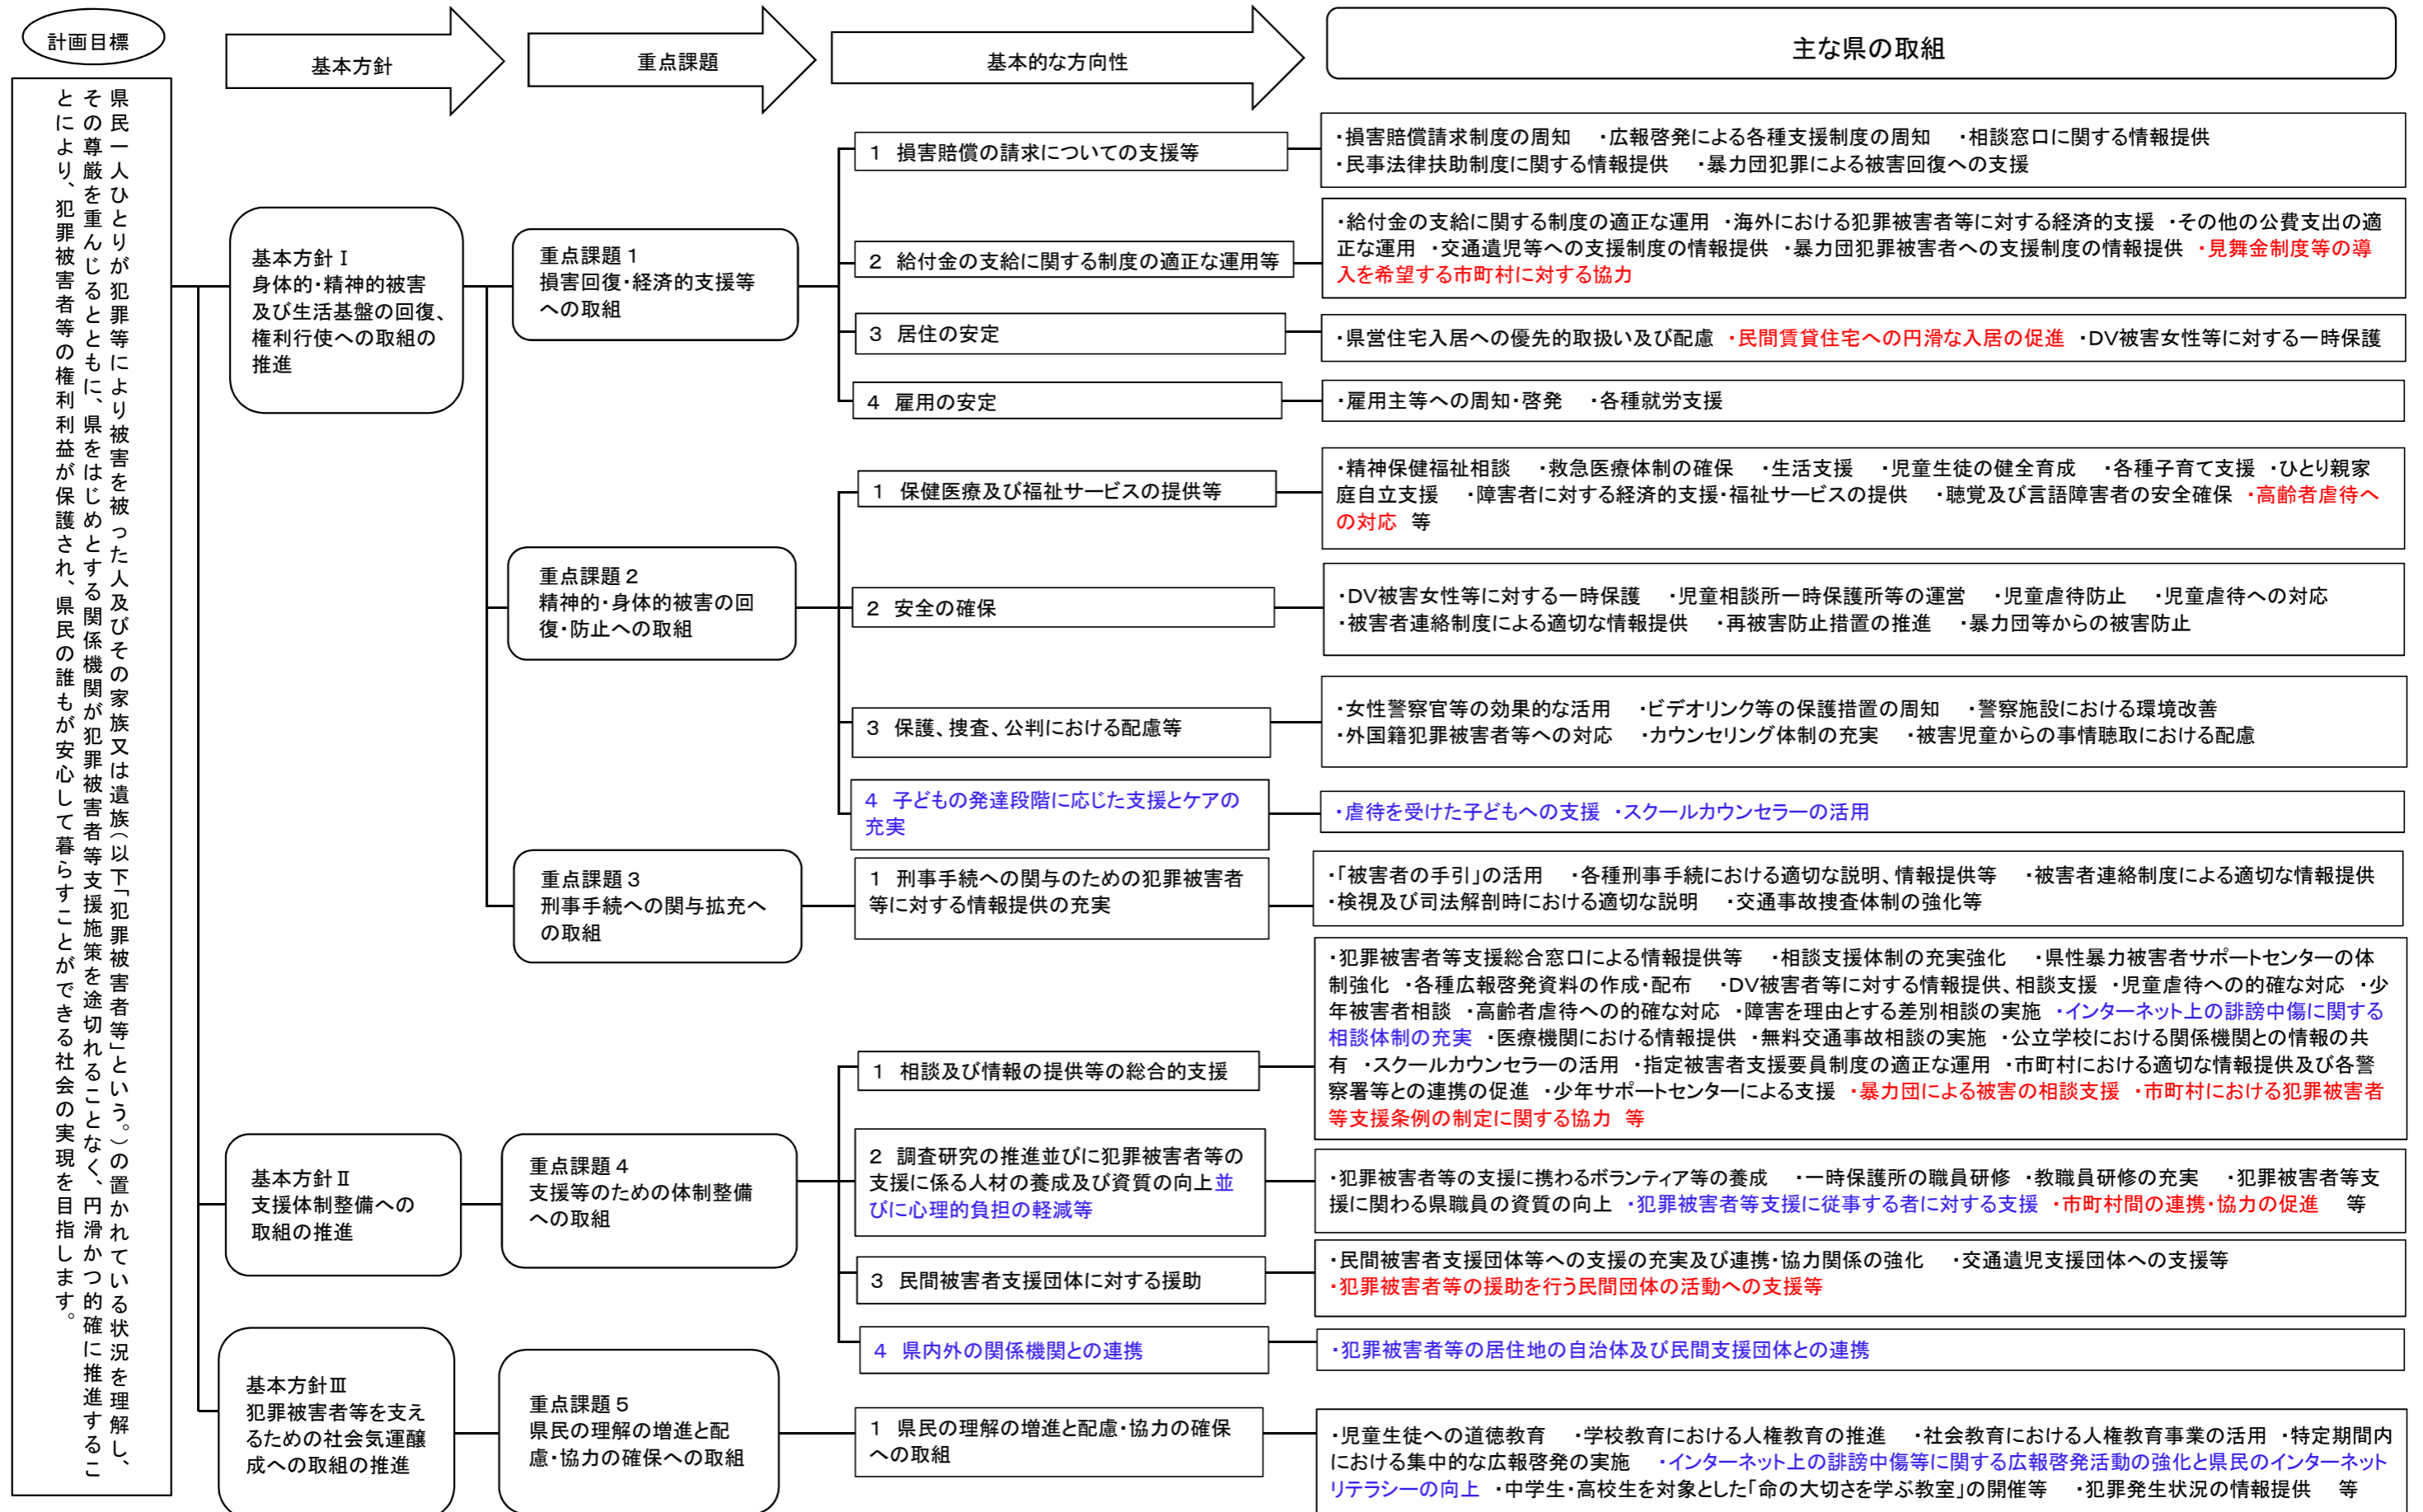 計画目標
基本方針
重点課題
基本的な方向性
主な県の取組
県民一人ひとりが犯罪等により被害を被った人及びその家族又は遺族（以下「犯罪被害者等」という。）の置かれている状況を理解し、
その尊厳を重んじるとともに、県をはじめとする関係機関が犯罪被害者等支援施策を途切れることなく、円滑かつ的確に推進するこ
とにより、犯罪被害者等の権利利益が保護され、県民の誰もが安心して暮らすことができる社会の実現を目指します。
基本方針Ⅰ
身体的・精神的被害
及び生活基盤の回復、
権利行使への取組の
推進
重点課題１
損害回復・経済的支援等
への取組
１　損害賠償の請求についての支援等
・損害賠償請求制度の周知　・広報啓発による各種支援制度の周知　・相談窓口に関する情報提供
・民事法律扶助制度に関する情報提供　・暴力団犯罪による被害回復への支援
２　給付金の支給に関する制度の適正な運用等
・給付金の支給に関する制度の適正な運用　・海外における犯罪被害者等に対する経済的支援　・その他の公費支出の適
正な運用　・交通遺児等への支援制度の情報提供　・暴力団犯罪被害者への支援制度の情報提供　・見舞金制度等の導
入を希望する市町村に対する協力
３　居住の安定
・県営住宅入居への優先的取扱い及び配慮　・民間賃貸住宅への円滑な入居の促進　・DV被害女性等に対する一時保護
４　雇用の安定
・雇用主等への周知・啓発　・各種就労支援
重点課題２
精神的・身体的被害の回
復・防止への取組
１　保健医療及び福祉サービスの提供等
・精神保健福祉相談　・救急医療体制の確保　・生活支援　・児童生徒の健全育成　・各種子育て支援　・ひとり親家
庭自立支援　・障害者に対する経済的支援・福祉サービスの提供　・聴覚及び言語障害者の安全確保　・高齢者虐待へ
の対応　等
２　安全の確保
・DV被害女性等に対する一時保護　・児童相談所一時保護所等の運営　・児童虐待防止　・児童虐待への対応
・被害者連絡制度による適切な情報提供　・再被害防止措置の推進　・暴力団等からの被害防止
３　保護、捜査、公判における配慮等
・女性警察官等の効果的な活用　・ビデオリンク等の保護措置の周知　・警察施設における環境改善
・外国籍犯罪被害者等への対応　・カウンセリング体制の充実　・被害児童からの事情聴取における配慮
４　子どもの発達段階に応じた支援とケアの
充実
・虐待を受けた子どもへの支援　・スクールカウンセラーの活用
重点課題３
刑事手続への関与拡充へ
の取組
１　刑事手続への関与のための犯罪被害者
等に対する情報提供の充実
・「被害者の手引」の活用　・各種刑事手続における適切な説明、情報提供等　・被害者連絡制度による適切な情報提供
・検視及び司法解剖時における適切な説明　・交通事故捜査体制の強化等
基本方針Ⅱ
支援体制整備への
取組の推進
重点課題４
支援等のための体制整備
への取組
１　相談及び情報の提供等の総合的支援
・犯罪被害者等支援総合窓口による情報提供等　・相談支援体制の充実強化　・県性暴力被害者サポートセンターの体
制強化　・各種広報啓発資料の作成・配布　・DV被害者等に対する情報提供、相談支援　・児童虐待への的確な対応　・少
年被害者相談　・高齢者虐待への的確な対応　・障害を理由とする差別相談の実施　・インターネット上の誹謗中傷に関する
相談体制の充実　・医療機関における情報提供　・無料交通事故相談の実施　・公立学校における関係機関との情報の共
有　・スクールカウンセラーの活用　・指定被害者支援要員制度の適正な運用　・市町村における適切な情報提供及び各警
察署等との連携の促進　・少年サポートセンターによる支援　・暴力団による被害の相談支援　・市町村における犯罪被害者
等支援条例の制定に関する協力　等
２　調査研究の推進並びに犯罪被害者等の
支援に係る人材の養成及び資質の向上並
びに心理的負担の軽減等
・犯罪被害者等の支援に携わるボランティア等の養成　・一時保護所の職員研修　・教職員研修の充実　・犯罪被害者等支
援に関わる県職員の資質の向上　・犯罪被害者等支援に従事する者に対する支援　・市町村間の連携・協力の促進　等
３　民間被害者支援団体に対する援助
・民間被害者支援団体等への支援の充実及び連携・協力関係の強化　・交通遺児支援団体への支援等
・犯罪被害者等の援助を行う民間団体の活動への支援等
４　県内外の関係機関との連携
・犯罪被害者等の居住地の自治体及び民間支援団体との連携
基本方針Ⅲ
犯罪被害者等を支え
るための社会気運醸
成への取組の推進
重点課題５
県民の理解の増進と配
慮・協力の確保への取組
１　県民の理解の増進と配慮・協力の確保
への取組
・児童生徒への道徳教育　・学校教育における人権教育の推進　・社会教育における人権教育事業の活用　・特定期間内
における集中的な広報啓発の実施　・インターネット上の誹謗中傷等に関する広報啓発活動の強化と県民のインターネット
リテラシーの向上　・中学生・高校生を対象とした「命の大切さを学ぶ教室」の開催等　・犯罪発生状況の情報提供　等